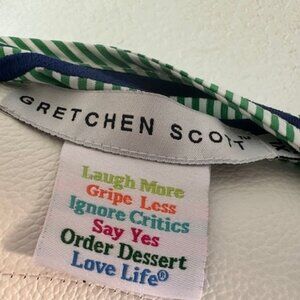 GRETCHEN SCOTT
Laugh More
Gripe Less
Ignore Critics
Say Yes
Order Dessert
Love Life®